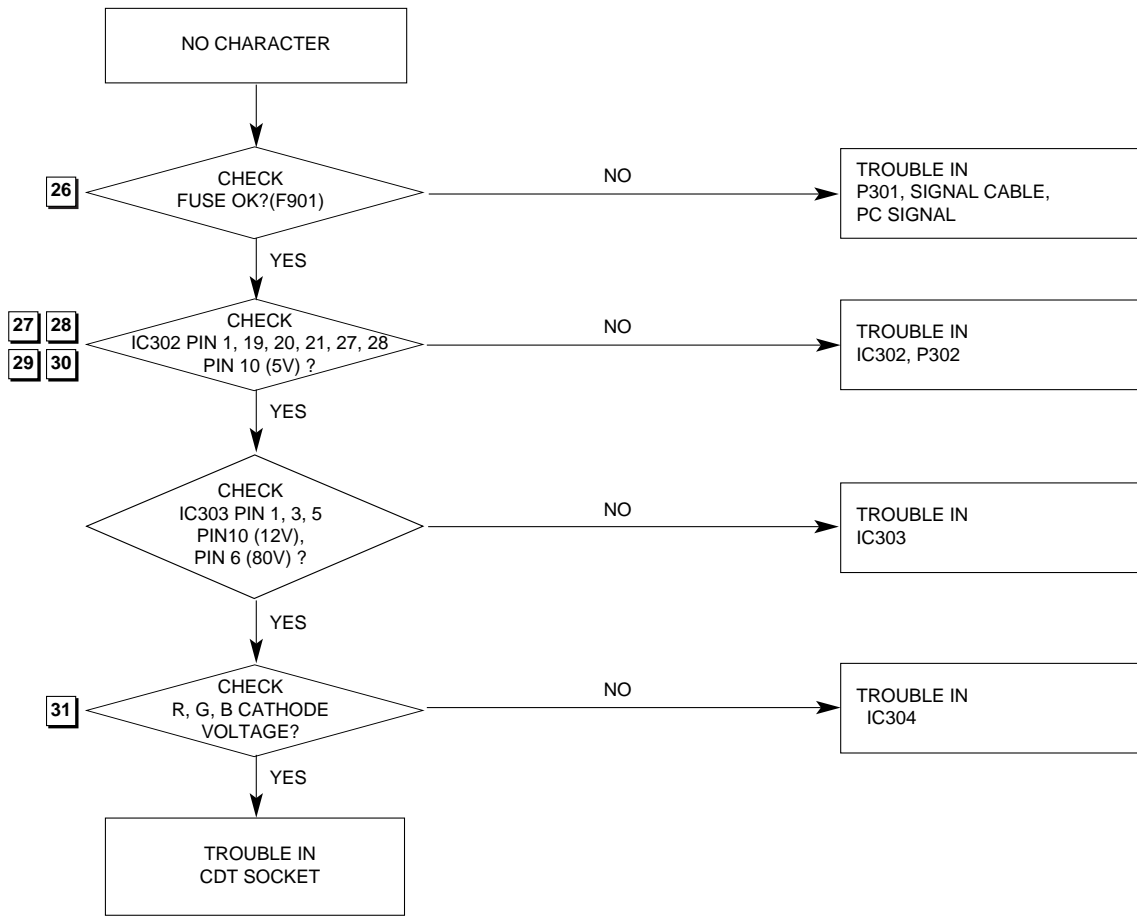 NO CHARACTER
26
CHECK
FUSE OK?(F901)
NO
TROUBLE IN
P301, SIGNAL CABLE,
PC SIGNAL
YES
27 28
29 30
CHECK
IC302 PIN 1, 19, 20, 21, 27, 28
PIN 10 (5V) ?
NO
TROUBLE IN
IC302, P302
YES
CHECK
IC303 PIN 1, 3, 5
PIN10 (12V),
PIN 6 (80V) ?
NO
TROUBLE IN
IC303
YES
31
CHECK
R, G, B CATHODE
VOLTAGE?
NO
TROUBLE IN
IC304
YES
TROUBLE IN
CDT SOCKET